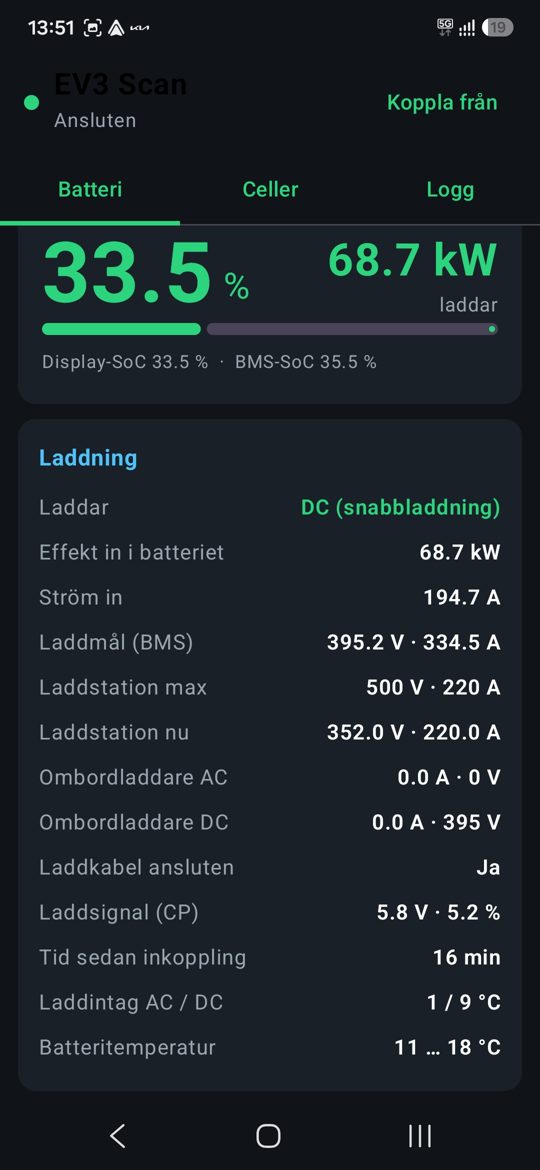 13:51
5G
19
EV3 Scan
Ansluten
Koppla från
Batteri
Celler
Logg
33.5 %
68.7 kW
laddar
Display-SoC 33.5 % · BMS-SoC 35.5 %
Laddning
Laddar DC (snabbladdning)
Effekt in i batteriet 68.7 kW
Ström in 194.7 A
Laddmål (BMS) 395.2 V · 334.5 A
Laddstation max 500 V · 220 A
Laddstation nu 352.0 V · 220.0 A
Ombordladdare AC 0.0 A · 0 V
Ombordladdare DC 0.0 A · 395 V
Laddkabel ansluten Ja
Laddsignal (CP) 5.8 V · 5.2 %
Tid sedan inkoppling 16 min
Laddintag AC / DC 1 / 9 °C
Batteritemperatur 11 … 18 °C